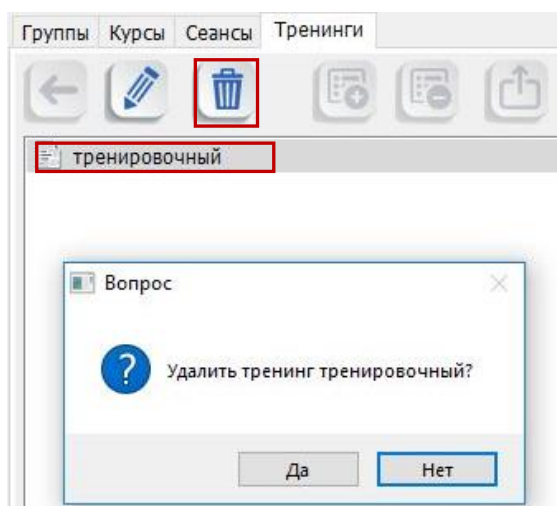 Группы Курсы Сеансы Тренинги
тренировочный
Вопрос
?
Удалить тренинг тренировочный?
Да Нет